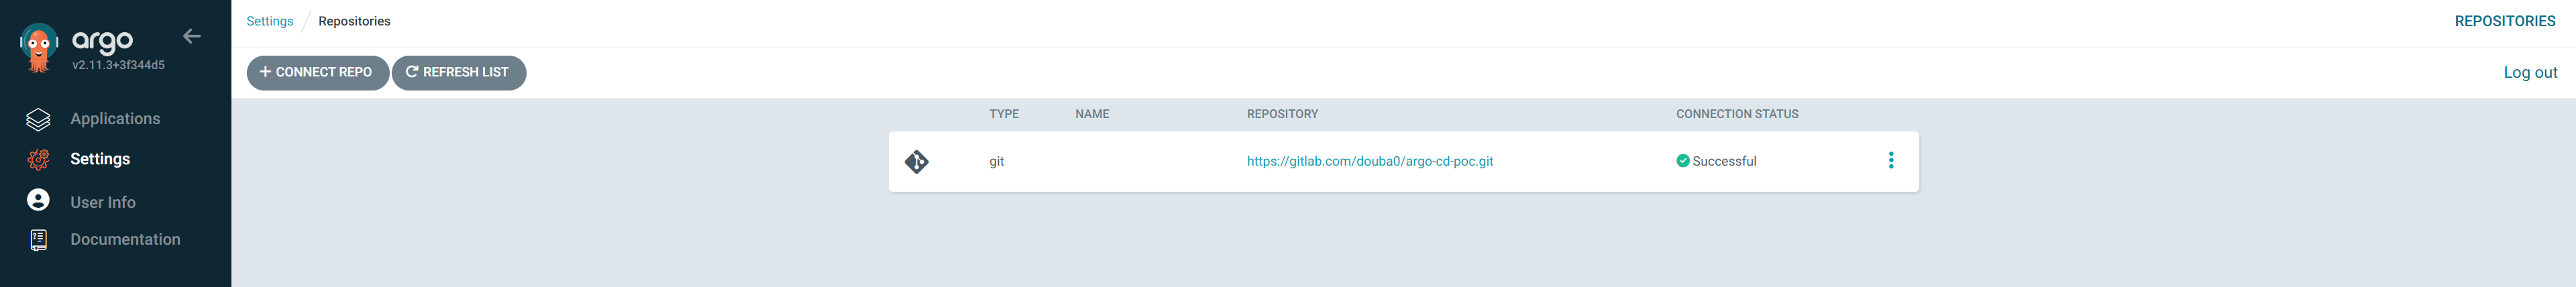 argo
v2.11.3+3f344d5
Applications
Settings
User Info
Documentation
Settings / Repositories
REPOSITORIES
+ CONNECT REPO
REFRESH LIST
Log out
TYPE NAME REPOSITORY CONNECTION STATUS
git https://gitlab.com/douba0/argo-cd-poc.git Successful